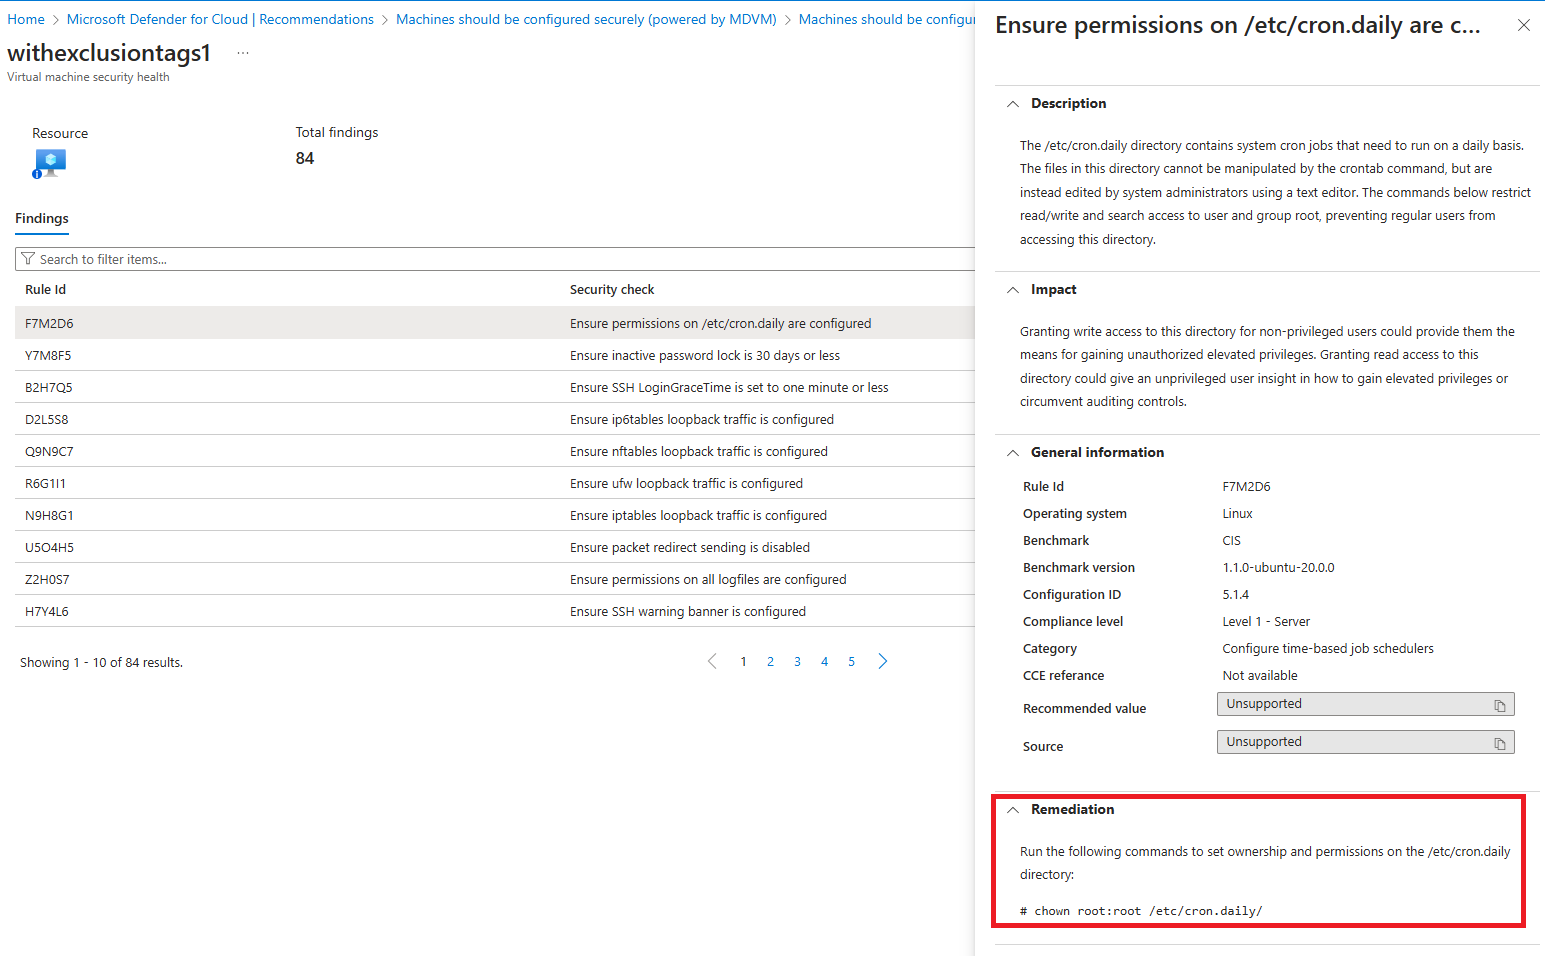 Home > Microsoft Defender for Cloud | Recommendations > Machines should be configured securely (powered by MDVM) > Machines should be configu
withexclusiontags1 ...
Virtual machine security health
Resource
Total findings
84
Findings
Search to filter items...
Rule Id Security check
F7M2D6 Ensure permissions on /etc/cron.daily are configured
Y7M8F5 Ensure inactive password lock is 30 days or less
B2H7Q5 Ensure SSH LoginGraceTime is set to one minute or less
D2L5S8 Ensure ip6tables loopback traffic is configured
Q9N9C7 Ensure nftables loopback traffic is configured
R6G1I1 Ensure ufw loopback traffic is configured
N9H8G1 Ensure iptables loopback traffic is configured
U5O4H5 Ensure packet redirect sending is disabled
Z2H0S7 Ensure permissions on all logfiles are configured
H7Y4L6 Ensure SSH warning banner is configured
Showing 1 - 10 of 84 results.
1 2 3 4 5
Ensure permissions on /etc/cron.daily are c...
Description
The /etc/cron.daily directory contains system cron jobs that need to run on a daily basis.
The files in this directory cannot be manipulated by the crontab command, but are
instead edited by system administrators using a text editor. The commands below restrict
read/write and search access to user and group root, preventing regular users from
accessing this directory.
Impact
Granting write access to this directory for non-privileged users could provide them the
means for gaining unauthorized elevated privileges. Granting read access to this
directory could give an unprivileged user insight in how to gain elevated privileges or
circumvent auditing controls.
General information
Rule Id F7M2D6
Operating system Linux
Benchmark CIS
Benchmark version 1.1.0-ubuntu-20.0.0
Configuration ID 5.1.4
Compliance level Level 1 - Server
Category Configure time-based job schedulers
CCE referance Not available
Recommended value Unsupported
Source Unsupported
Remediation
Run the following commands to set ownership and permissions on the /etc/cron.daily
directory:
# chown root:root /etc/cron.daily/